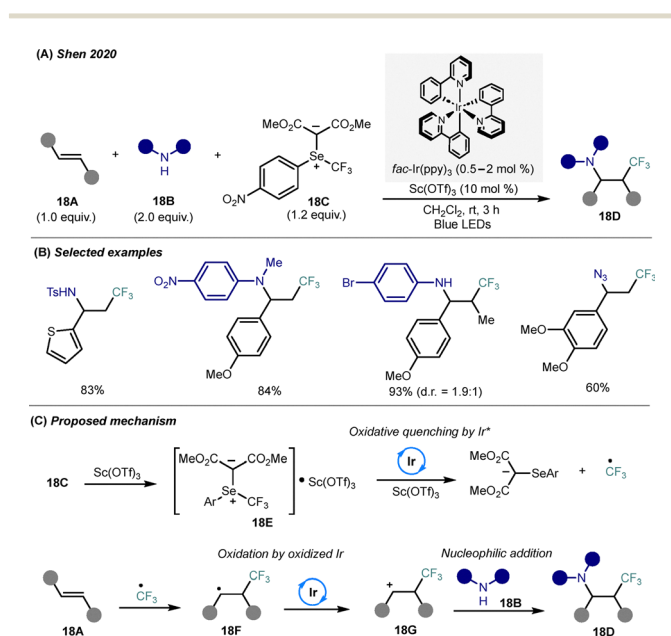 (A) Shen 2020
18A
(1.0 equiv.)
+
N
H
18B
(2.0 equiv.)
+
MeO₂C CO₂Me
−
Se
+
CF₃
O₂N
18C
(1.2 equiv.)
N
N Ir
N
fac-Ir(ppy)₃ (0.5–2 mol %)
Sc(OTf)₃ (10 mol %)
CH₂Cl₂, rt, 3 h
Blue LEDs
N CF₃
18D
(B) Selected examples
TsHN CF₃
S
83%
O₂N N Me CF₃
MeO
84%
Br NH CF₃
Me
MeO
93% (d.r. = 1.9:1)
N₃ CF₃
MeO
MeO
60%
(C) Proposed mechanism
18C
Sc(OTf)₃
MeO₂C − CO₂Me
Ar Se + CF₃
18E
• Sc(OTf)₃
Oxidative quenching by Ir*
Ir
Sc(OTf)₃
MeO₂C
− SeAr
MeO₂C
+
•
CF₃
18A
•
CF₃
Oxidation by oxidized Ir
• CF₃
18F
Ir
+ CF₃
18G
Nucleophilic addition
N
H 18B
N CF₃
18D